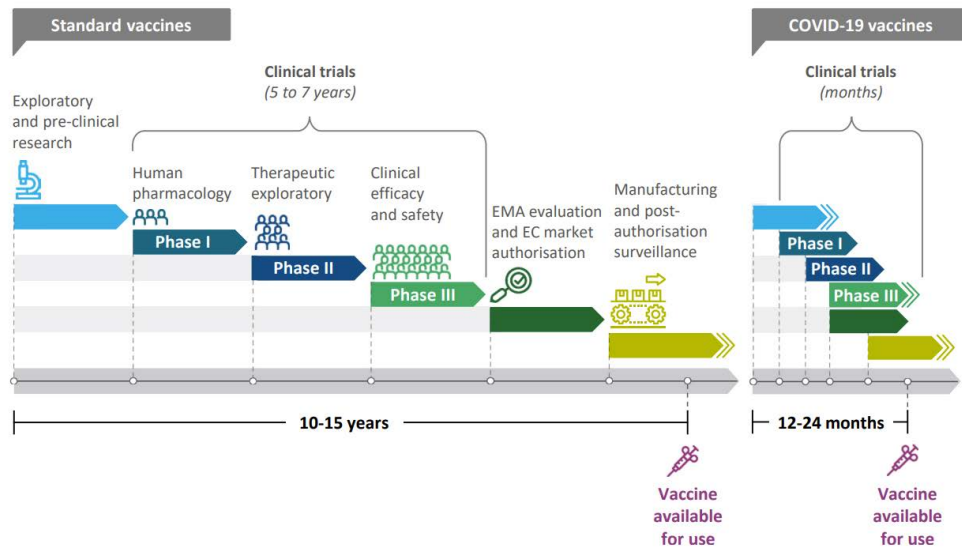 Standard vaccines
COVID-19 vaccines
Clinical trials
(5 to 7 years)
Clinical trials
(months)
Exploratory
and pre-clinical
research
Human
pharmacology
Therapeutic
exploratory
Clinical
efficacy
and safety
EMA evaluation
and EC market
authorisation
Manufacturing
and post-
authorisation
surveillance
Phase I
Phase II
Phase III
Phase I
Phase II
Phase III
10-15 years
12-24 months
Vaccine
available
for use
Vaccine
available
for use